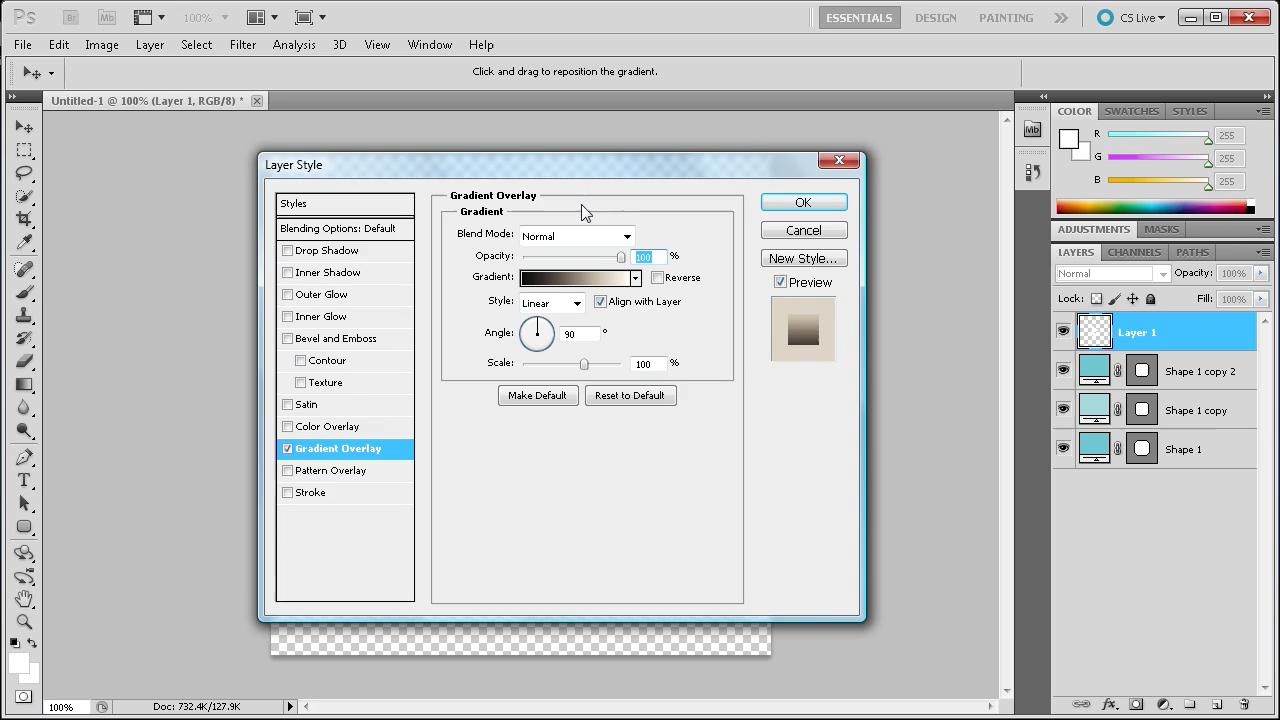 Ps Br Mb 100% ESSENTIALS DESIGN PAINTING CS Live
File Edit Image Layer Select Filter Analysis 3D View Window Help
Click and drag to reposition the gradient.
Untitled-1 @ 100% (Layer 1, RGB/8) *
COLOR SWATCHES STYLES
Mb
R 255
G 255
B 255
ADJUSTMENTS MASKS
LAYERS CHANNELS PATHS
Normal Opacity: 100%
Lock: Fill: 100%
Layer 1
Shape 1 copy 2
Shape 1 copy
Shape 1
Layer Style
Styles
Blending Options: Default
Drop Shadow
Inner Shadow
Outer Glow
Inner Glow
Bevel and Emboss
Contour
Texture
Satin
Color Overlay
Gradient Overlay
Pattern Overlay
Stroke
Gradient Overlay
Gradient
Blend Mode: Normal
Opacity: 100 %
Gradient: Reverse
Style: Linear Align with Layer
Angle: 90 °
Scale: 100 %
Make Default Reset to Default
OK
Cancel
New Style...
Preview
100% Doc: 732.4K/127.9K